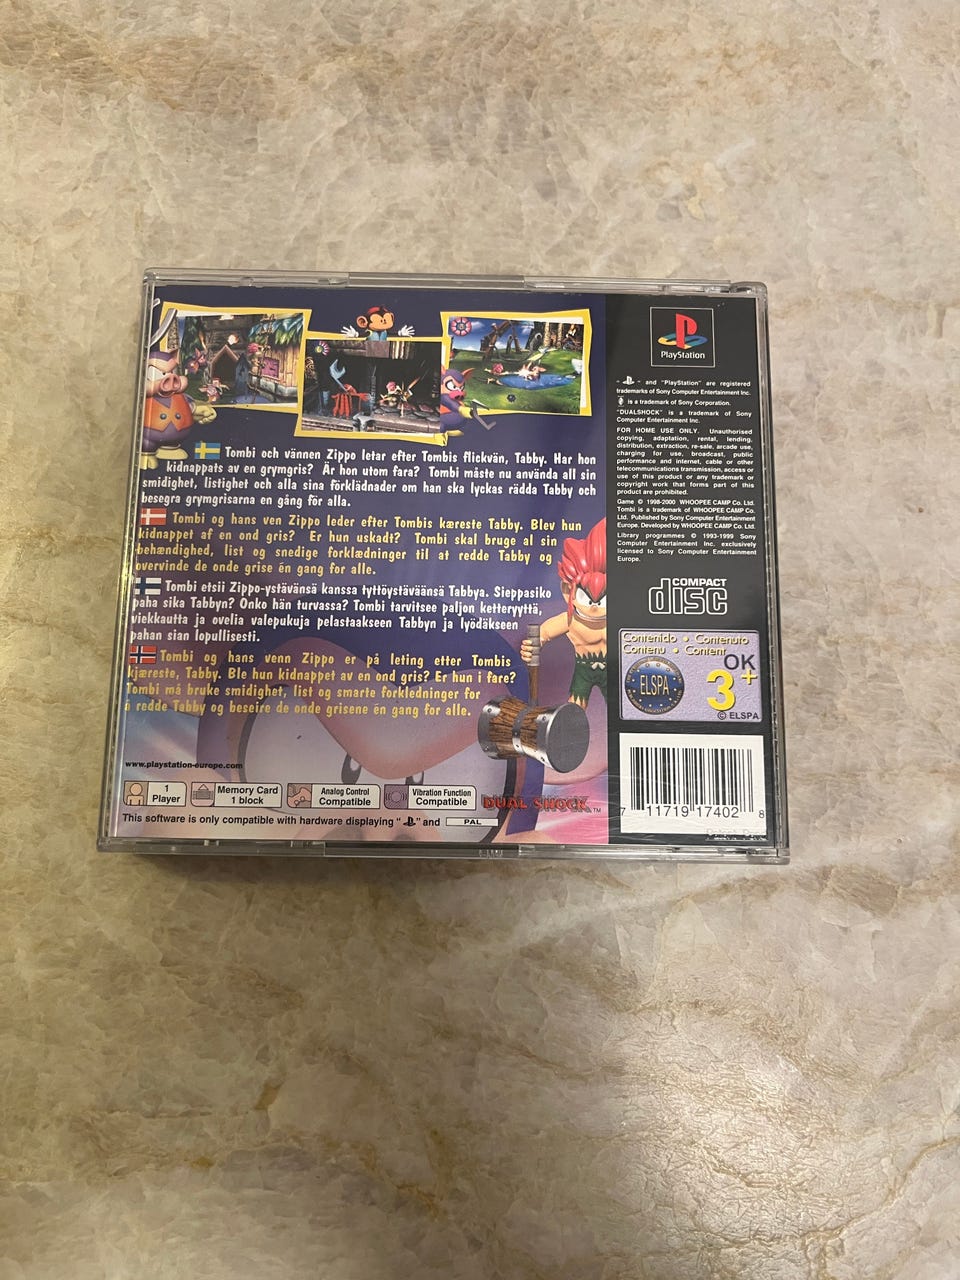 Tombi och vännen Zippo letar efter Tombis flickvän, Tabby. Har hon
kidnappats av en grymgris? Är hon utom fara? Tombi måste nu använda all sin
smidighet, listighet och alla sina förklädnader om han ska lyckas rädda Tabby och
besegra grymgrisarna en gång för alla.
Tombi og hans ven Zippo leder efter Tombis kæreste Tabby. Blev hun
kidnappet af en ond gris? Er hun uskadt? Tombi skal bruge al sin
behændighed, list og snedige forklædninger til at redde Tabby og
overvinde de onde grise én gang for alle.
Tombi etsii Zippo-ystävänsä kanssa tyttöystäväänsä Tabbya. Sieppasiko
paha sika Tabbyn? Onko hän turvassa? Tombi tarvitsee paljon ketteryyttä,
viekkautta ja ovelia valepukuja pelastaakseen Tabbyn ja lyödäkseen
pahan sian lopullisesti.
Tombi og hans venn Zippo er på leting etter Tombis
kjæreste, Tabby. Ble hun kidnappet av en ond gris? Er hun i fare?
Tombi må bruke smidighet, list og smarte forkledninger for
å redde Tabby og beseire de onde grisene én gang for alle.
www.playstation-europe.com
1
Player
Memory Card
1 block
Analog Control
Compatible
Vibration Function
Compatible
DUAL SHOCK™
This software is only compatible with hardware displaying " " and PAL
PlayStation
" " and "PlayStation" are registered
trademarks of Sony Computer Entertainment Inc.
is a trademark of Sony Corporation.
"DUALSHOCK" is a trademark of Sony
Computer Entertainment Inc.
FOR HOME USE ONLY. Unauthorised
copying, adaptation, rental, lending,
distribution, extraction, re-sale, arcade use,
charging for use, broadcast, public
performance and internet, cable or other
telecommunications transmission, access or
use of this product or any trademark or
copyright work that forms part of this
product are prohibited.
Game © 1998-2000 WHOOPEE CAMP Co. Ltd.
Tombi is a trademark of WHOOPEE CAMP Co.
Ltd. Published by Sony Computer Entertainment
Europe. Developed by WHOOPEE CAMP Co. Ltd.
Library programmes © 1993-1999 Sony
Computer Entertainment Inc. exclusively
licensed to Sony Computer Entertainment
Europe.
COMPACT
disc
Contenido • Contenuto
Contenu • Content
ELSPA
OK
3+
© ELSPA
7 11719 17402 8